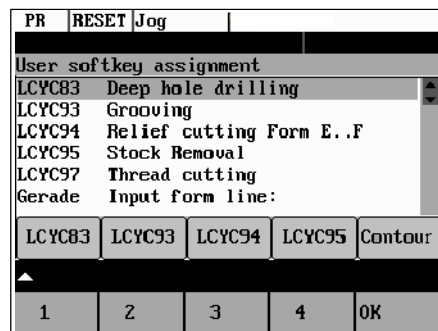 PR RESET Jog
User softkey assignment
LCYC83 Deep hole drilling
LCYC93 Grooving
LCYC94 Relief cutting Form E..F
LCYC95 Stock Removal
LCYC97 Thread cutting
Gerade Input form line:
LCYC83 LCYC93 LCYC94 LCYC95 Contour
1 2 3 4 OK